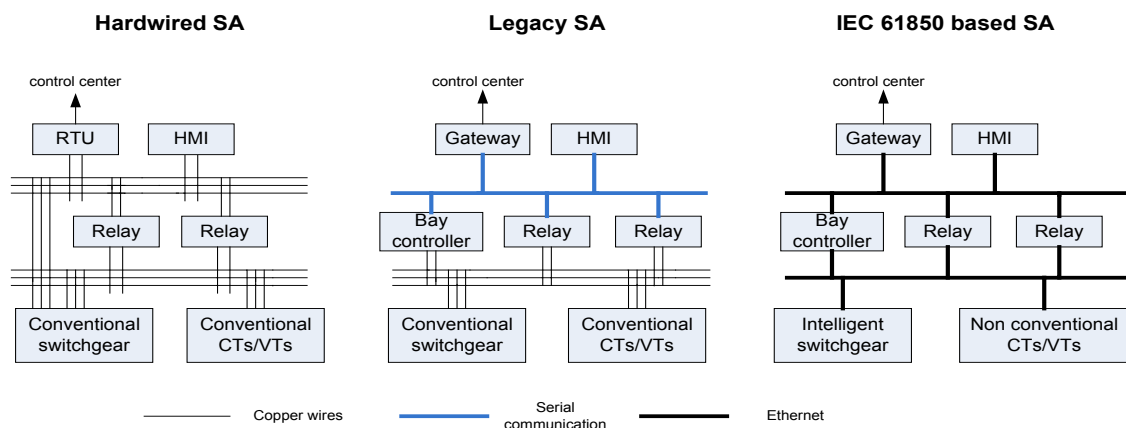 Hardwired SA
Legacy SA
IEC 61850 based SA
control center
control center
control center
RTU
HMI
Gateway
HMI
Gateway
HMI
Relay
Relay
Bay
controller
Relay
Relay
Bay
controller
Relay
Relay
Conventional
switchgear
Conventional
CTs/VTs
Conventional
switchgear
Conventional
CTs/VTs
Intelligent
switchgear
Non conventional
CTs/VTs
Copper wires
Serial
communication
Ethernet